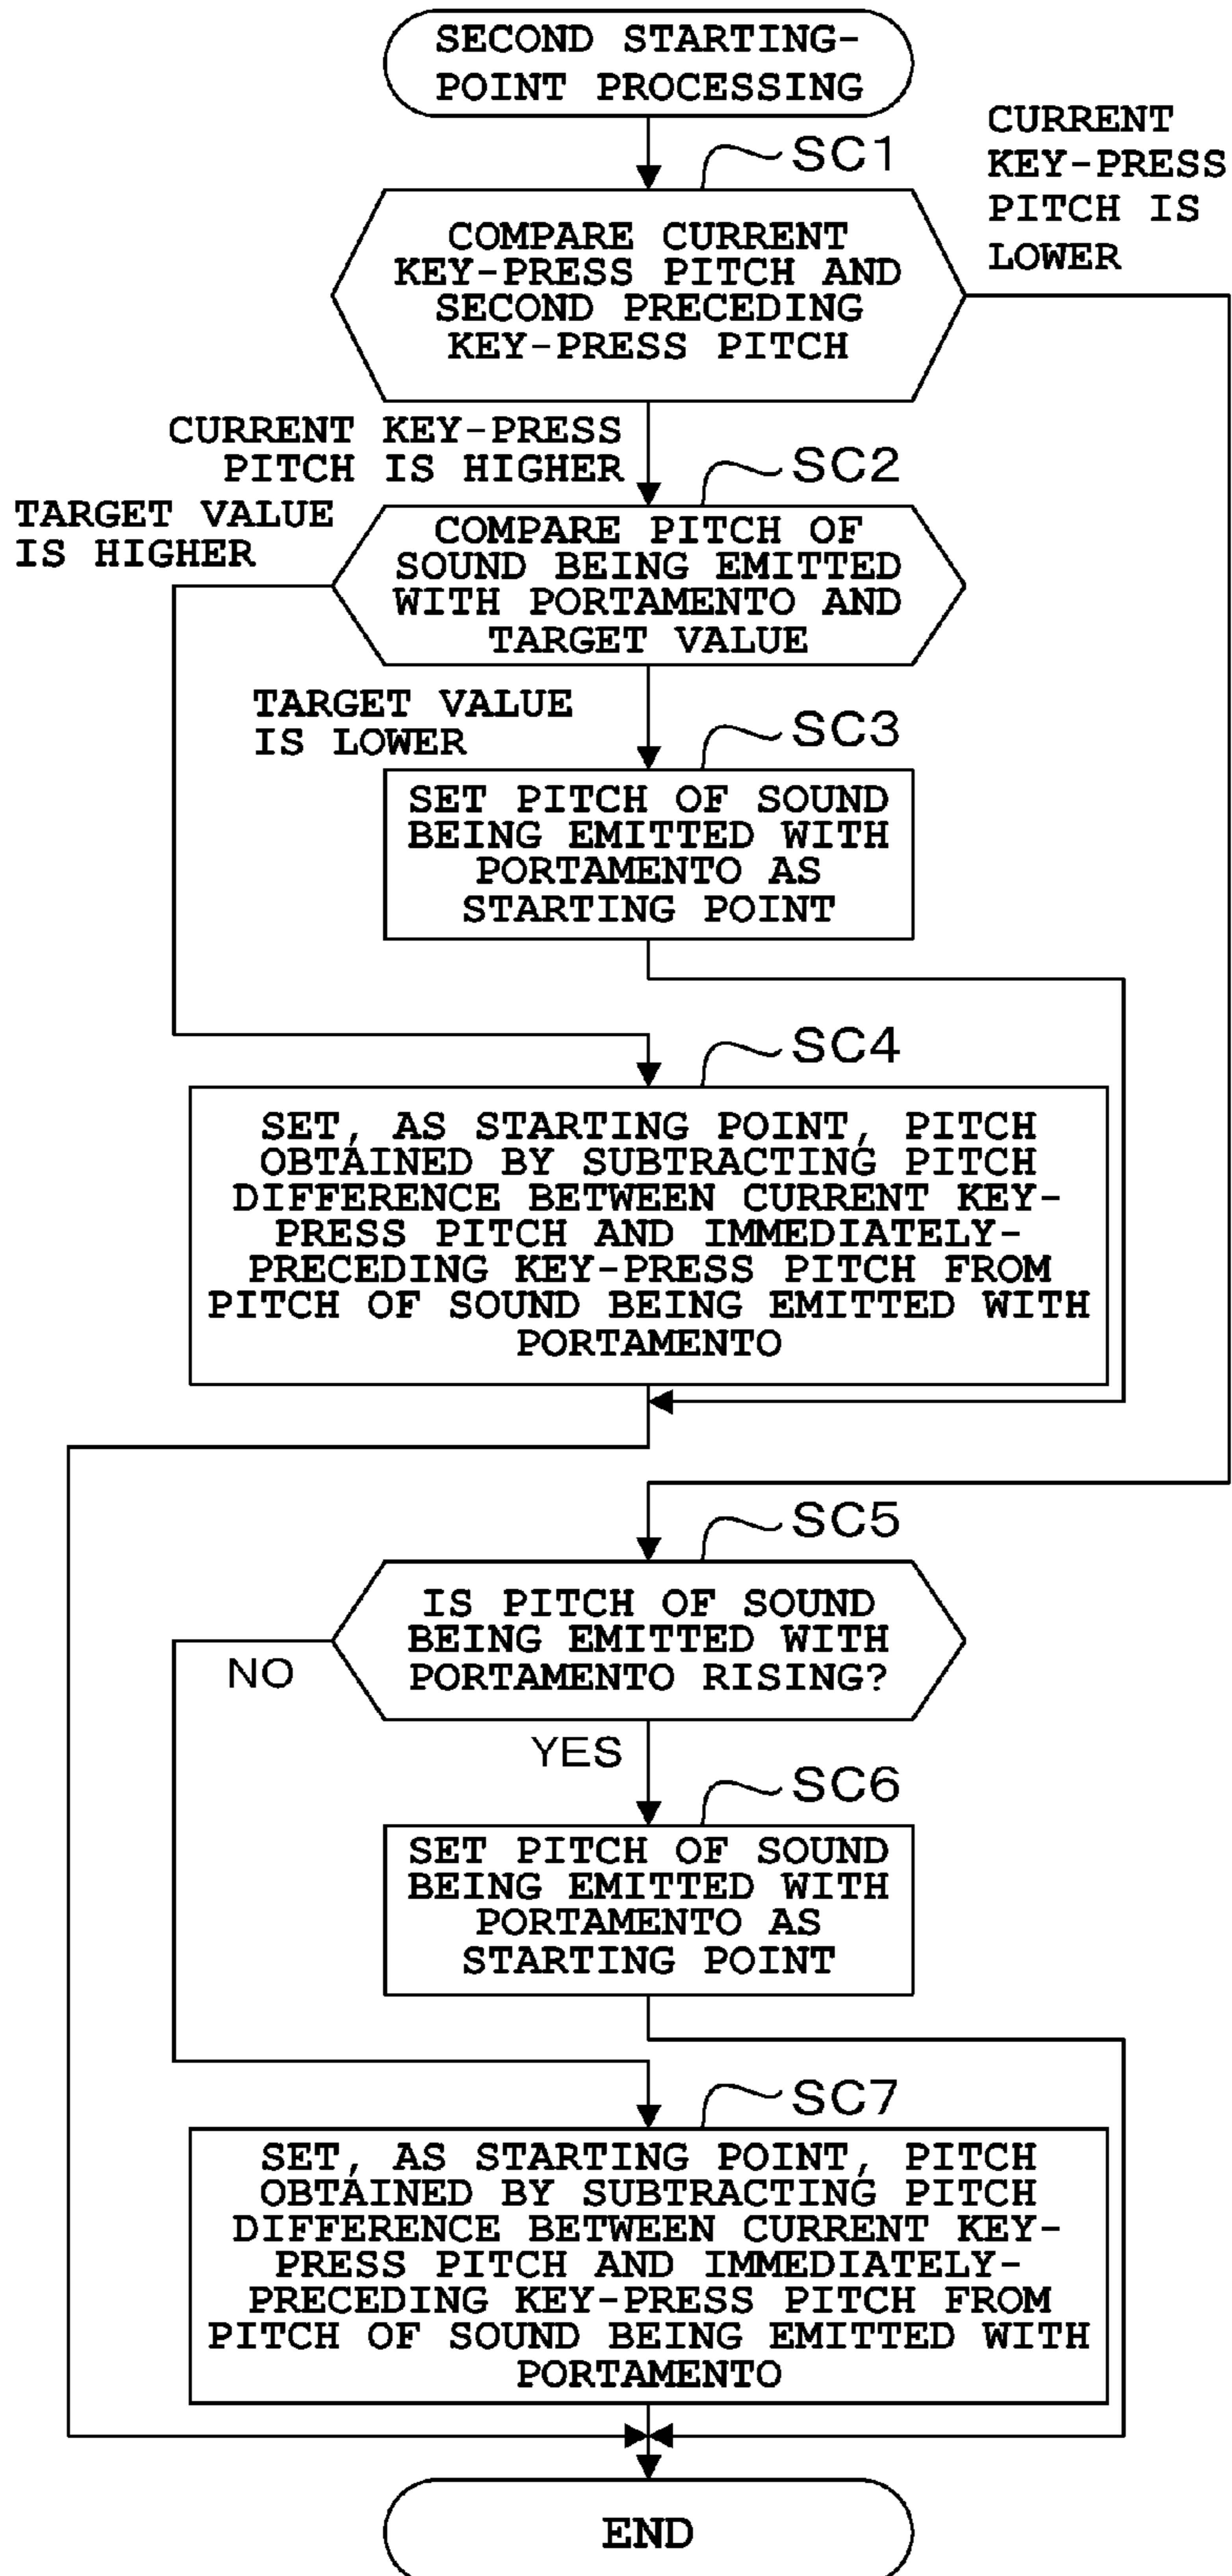 SECOND STARTING-
POINT PROCESSING
SC1
CURRENT
KEY-PRESS
PITCH IS
LOWER
COMPARE CURRENT
KEY-PRESS PITCH AND
SECOND PRECEDING
KEY-PRESS PITCH
CURRENT KEY-PRESS
PITCH IS HIGHER
SC2
TARGET VALUE
IS HIGHER
COMPARE PITCH OF
SOUND BEING EMITTED
WITH PORTAMENTO AND
TARGET VALUE
TARGET VALUE
IS LOWER
SC3
SET PITCH OF SOUND
BEING EMITTED WITH
PORTAMENTO AS
STARTING POINT
SC4
SET, AS STARTING POINT, PITCH
OBTAINED BY SUBTRACTING PITCH
DIFFERENCE BETWEEN CURRENT KEY-
PRESS PITCH AND IMMEDIATELY-
PRECEDING KEY-PRESS PITCH FROM
PITCH OF SOUND BEING EMITTED WITH
PORTAMENTO
SC5
IS PITCH OF SOUND
BEING EMITTED WITH
PORTAMENTO RISING?
NO
YES
SC6
SET PITCH OF SOUND
BEING EMITTED WITH
PORTAMENTO AS
STARTING POINT
SC7
SET, AS STARTING POINT, PITCH
OBTAINED BY SUBTRACTING PITCH
DIFFERENCE BETWEEN CURRENT KEY-
PRESS PITCH AND IMMEDIATELY-
PRECEDING KEY-PRESS PITCH FROM
PITCH OF SOUND BEING EMITTED WITH
PORTAMENTO
END